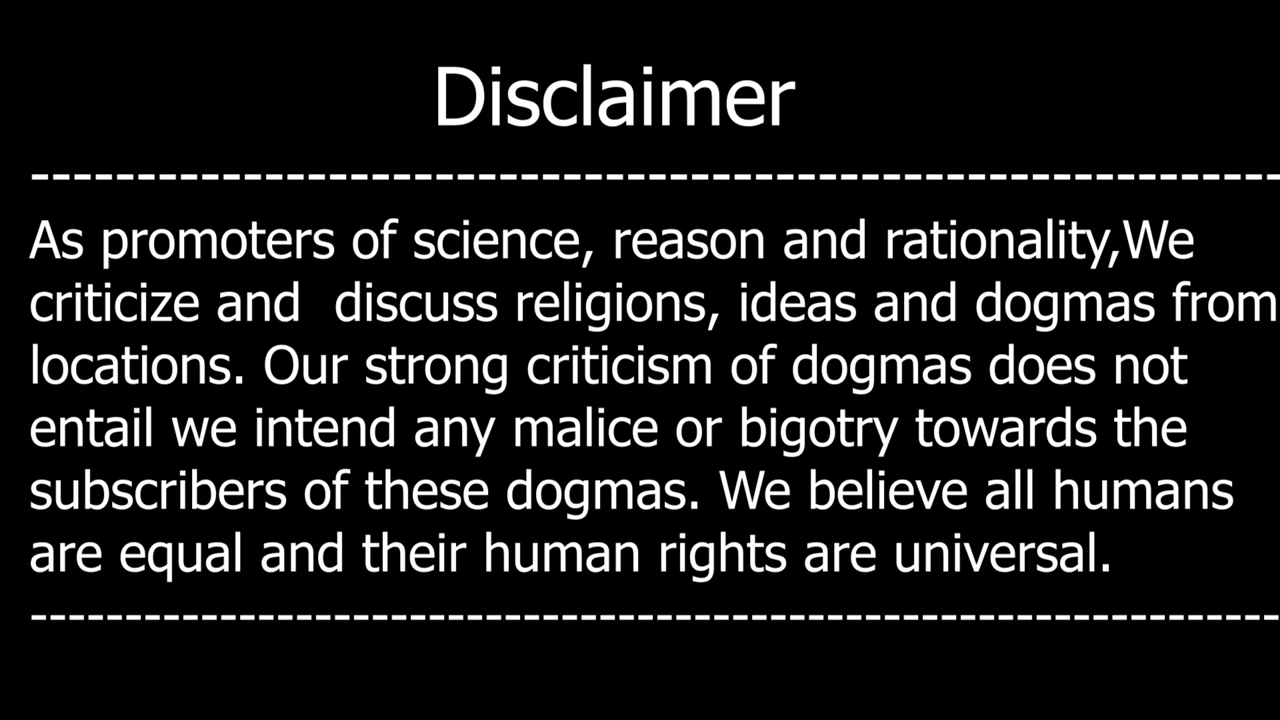 Disclaimer
------------------------------------------------------------
As promoters of science, reason and rationality,We
criticize and  discuss religions, ideas and dogmas from
locations. Our strong criticism of dogmas does not
entail we intend any malice or bigotry towards the
subscribers of these dogmas. We believe all humans
are equal and their human rights are universal.
------------------------------------------------------------------